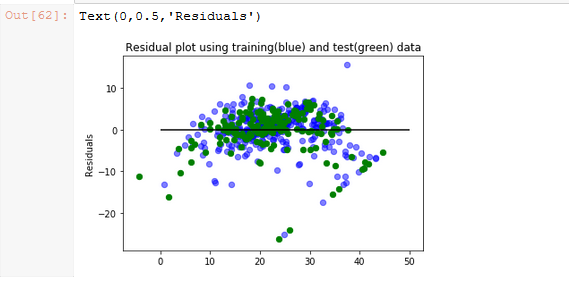 Out[62]: Text(0,0.5,'Residuals')
Residual plot using training(blue) and test(green) data
10
0
−10
−20
Residuals
0 10 20 30 40 50